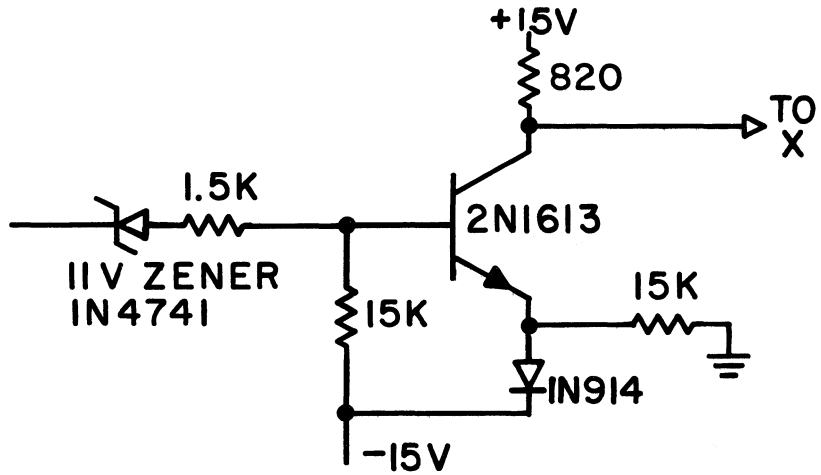 +15V
820
TO
X
1.5K
2N1613
11V ZENER
1N4741
15K
15K
1N914
-15V